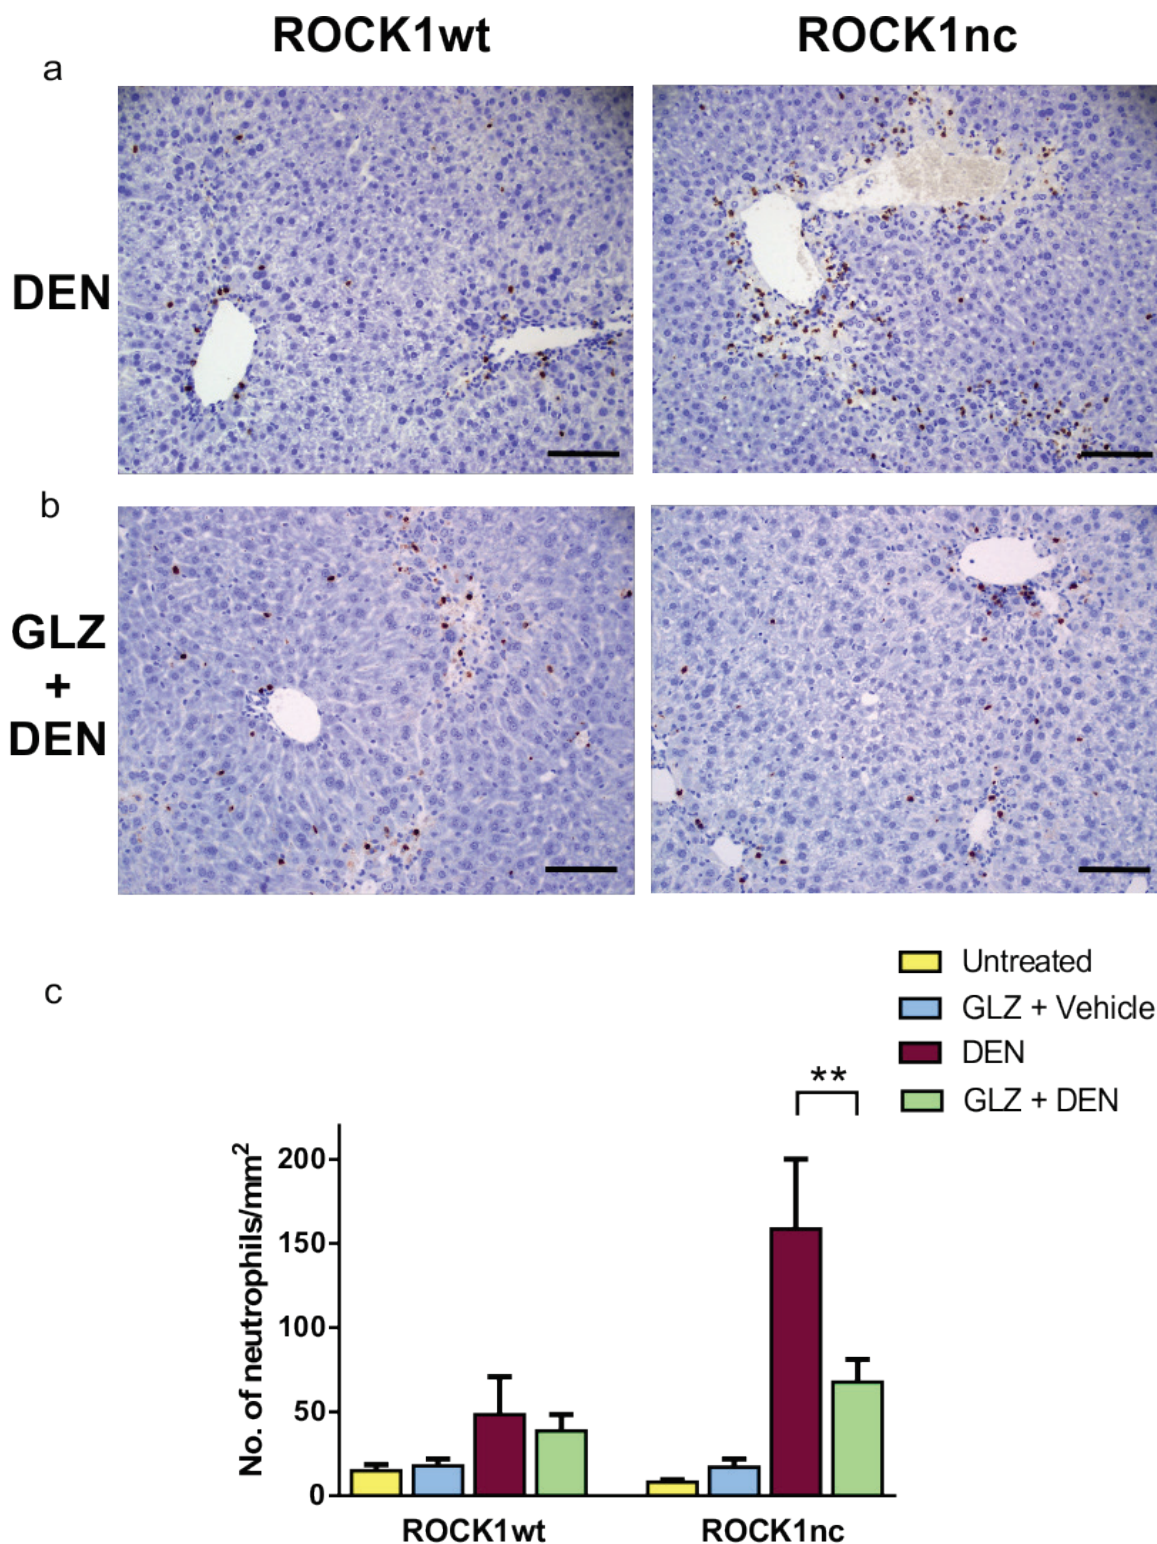 ROCK1wt ROCK1nc
a
DEN
b
GLZ
+
DEN
c
Untreated
GLZ + Vehicle
DEN
GLZ + DEN
**
No. of neutrophils/mm²
200
150
100
50
0
ROCK1wt ROCK1nc